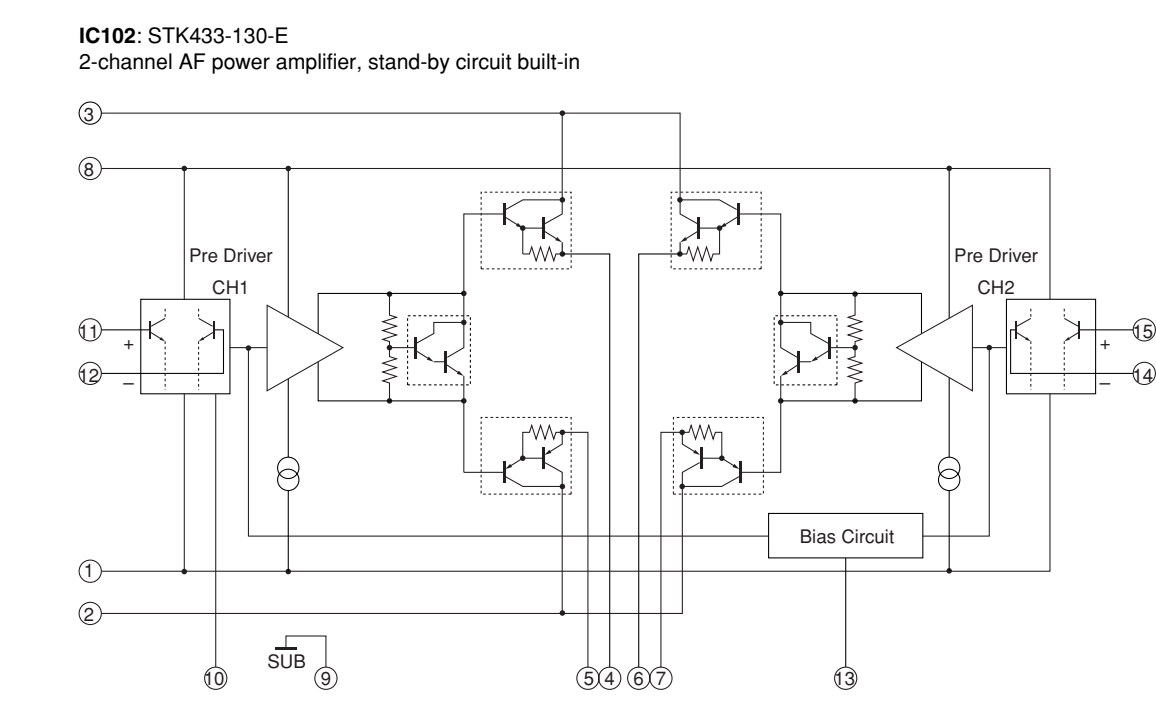 IC102: STK433-130-E
2-channel AF power amplifier, stand-by circuit built-in
3
8
Pre Driver
CH1
Pre Driver
CH2
11
+
12
–
15
+
14
–
Bias Circuit
1
2
SUB
10
9
5
4
6
7
13